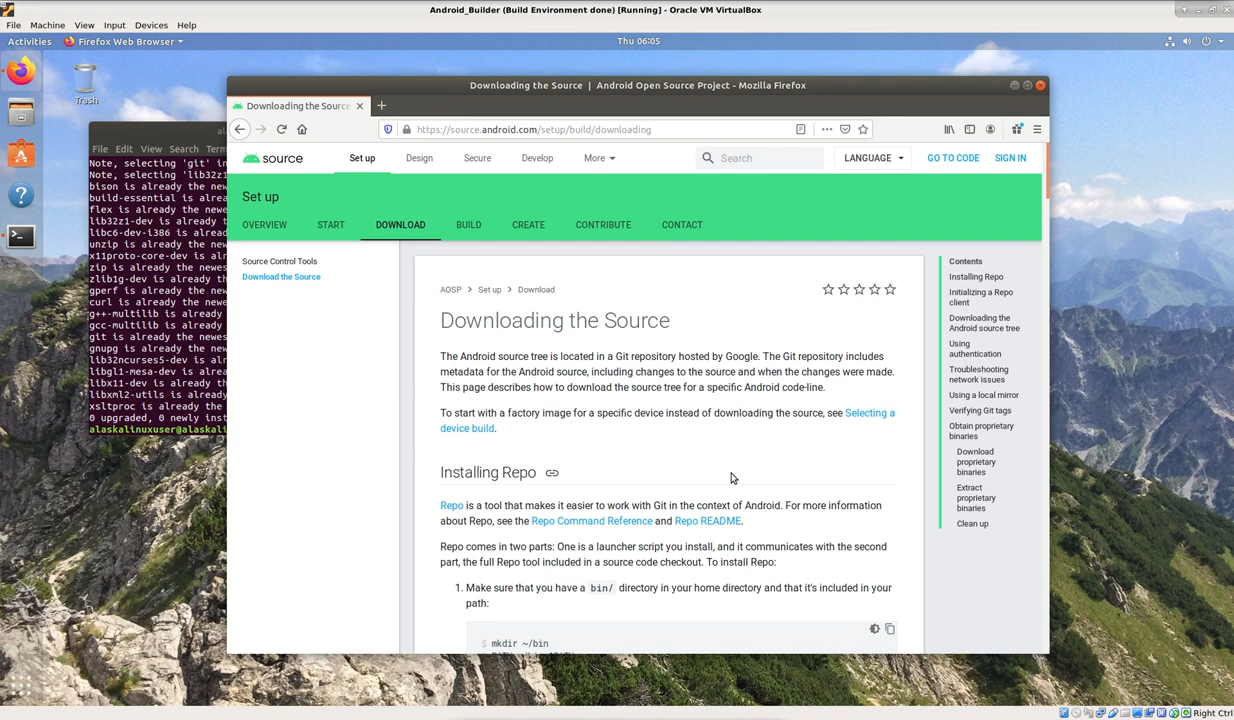 Android_Builder (Build Environment done) [Running] - Oracle VM VirtualBox
File Machine View Input Devices Help
Activities Firefox Web Browser Thu 06:05
Trash
Downloading the Source | Android Open Source Project - Mozilla Firefox
Downloading the Source
https://source.android.com/setup/build/downloading
source Set up Design Secure Develop More Search LANGUAGE GO TO CODE SIGN IN
Set up
OVERVIEW START DOWNLOAD BUILD CREATE CONTRIBUTE CONTACT
Source Control Tools
Download the Source
AOSP > Set up > Download
Downloading the Source
The Android source tree is located in a Git repository hosted by Google. The Git repository includes
metadata for the Android source, including changes to the source and when the changes were made.
This page describes how to download the source tree for a specific Android code-line.
To start with a factory image for a specific device instead of downloading the source, see Selecting a
device build.
Installing Repo
Repo is a tool that makes it easier to work with Git in the context of Android. For more information
about Repo, see the Repo Command Reference and Repo README.
Repo comes in two parts: One is a launcher script you install, and it communicates with the second
part, the full Repo tool included in a source code checkout. To install Repo:
1. Make sure that you have a bin/ directory in your home directory and that it's included in your
path:
$ mkdir ~/bin
Contents
Installing Repo
Initializing a Repo
client
Downloading the
Android source tree
Using
authentication
Troubleshooting
network issues
Using a local mirror
Verifying Git tags
Obtain proprietary
binaries
Download
proprietary
binaries
Extract
proprietary
binaries
Clean up
al
File Edit View Search Term
Note, selecting 'git' in
Note, selecting 'lib32z1
bison is already the new
build-essential is alrea
flex is already the newe
lib32z1-dev is already t
libc6-dev-i386 is alread
unzip is already the new
x11proto-core-dev is alr
zip is already the newes
zlib1g-dev is already th
gperf is already the new
curl is already the newe
g++-multilib is already
gcc-multilib is already
git is already the newes
gnupg is already the new
lib32ncurses5-dev is alr
libgl1-mesa-dev is alrea
libx11-dev is already th
libxml2-utils is already
xsltproc is already the
0 upgraded, 0 newly inst
alaskalinuxuser@alaskali
Right Ctrl